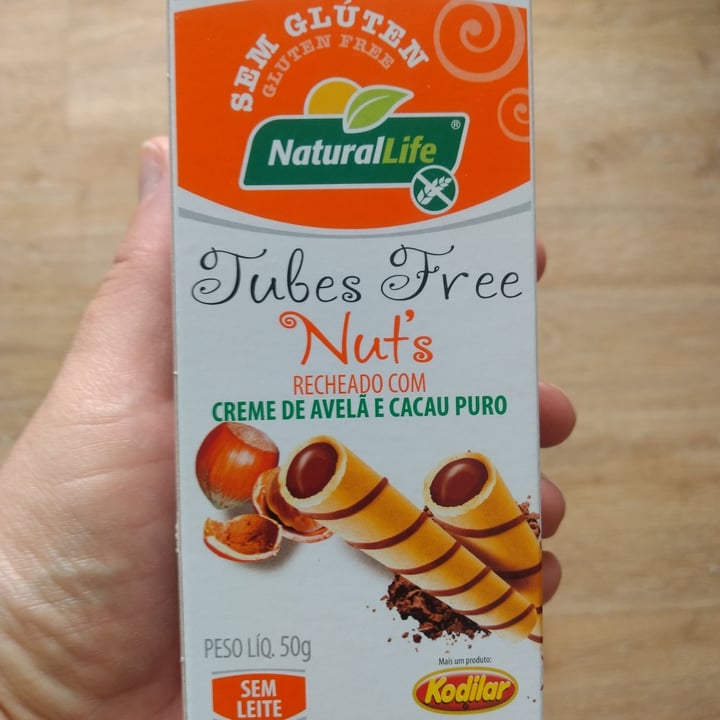 SEM GLÚTEN
GLUTEN FREE
NaturalLife®
Tubes Free
Nut's
RECHEADO COM
CREME DE AVELÃ E CACAU PURO
PESO LÍQ. 50g
SEM
LEITE
Mais um produto:
Kodilar